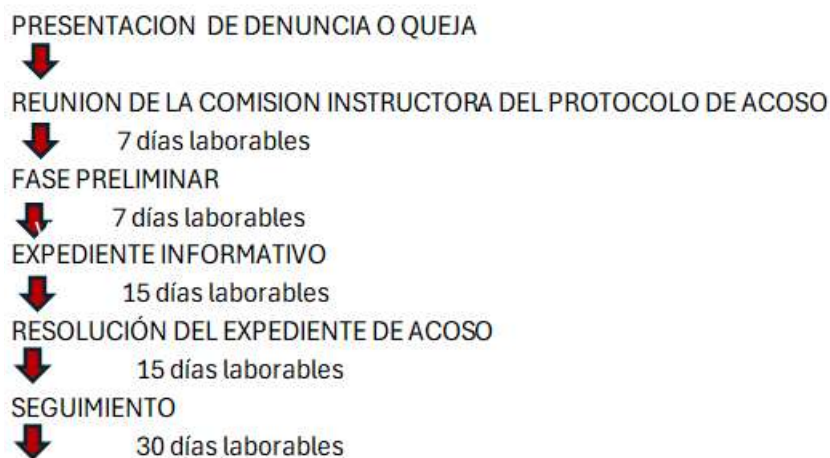 PRESENTACION DE DENUNCIA O QUEJA
REUNION DE LA COMISION INSTRUCTORA DEL PROTOCOLO DE ACOSO
7 días laborables
FASE PRELIMINAR
7 días laborables
EXPEDIENTE INFORMATIVO
15 días laborables
RESOLUCIÓN DEL EXPEDIENTE DE ACOSO
15 días laborables
SEGUIMIENTO
30 días laborables